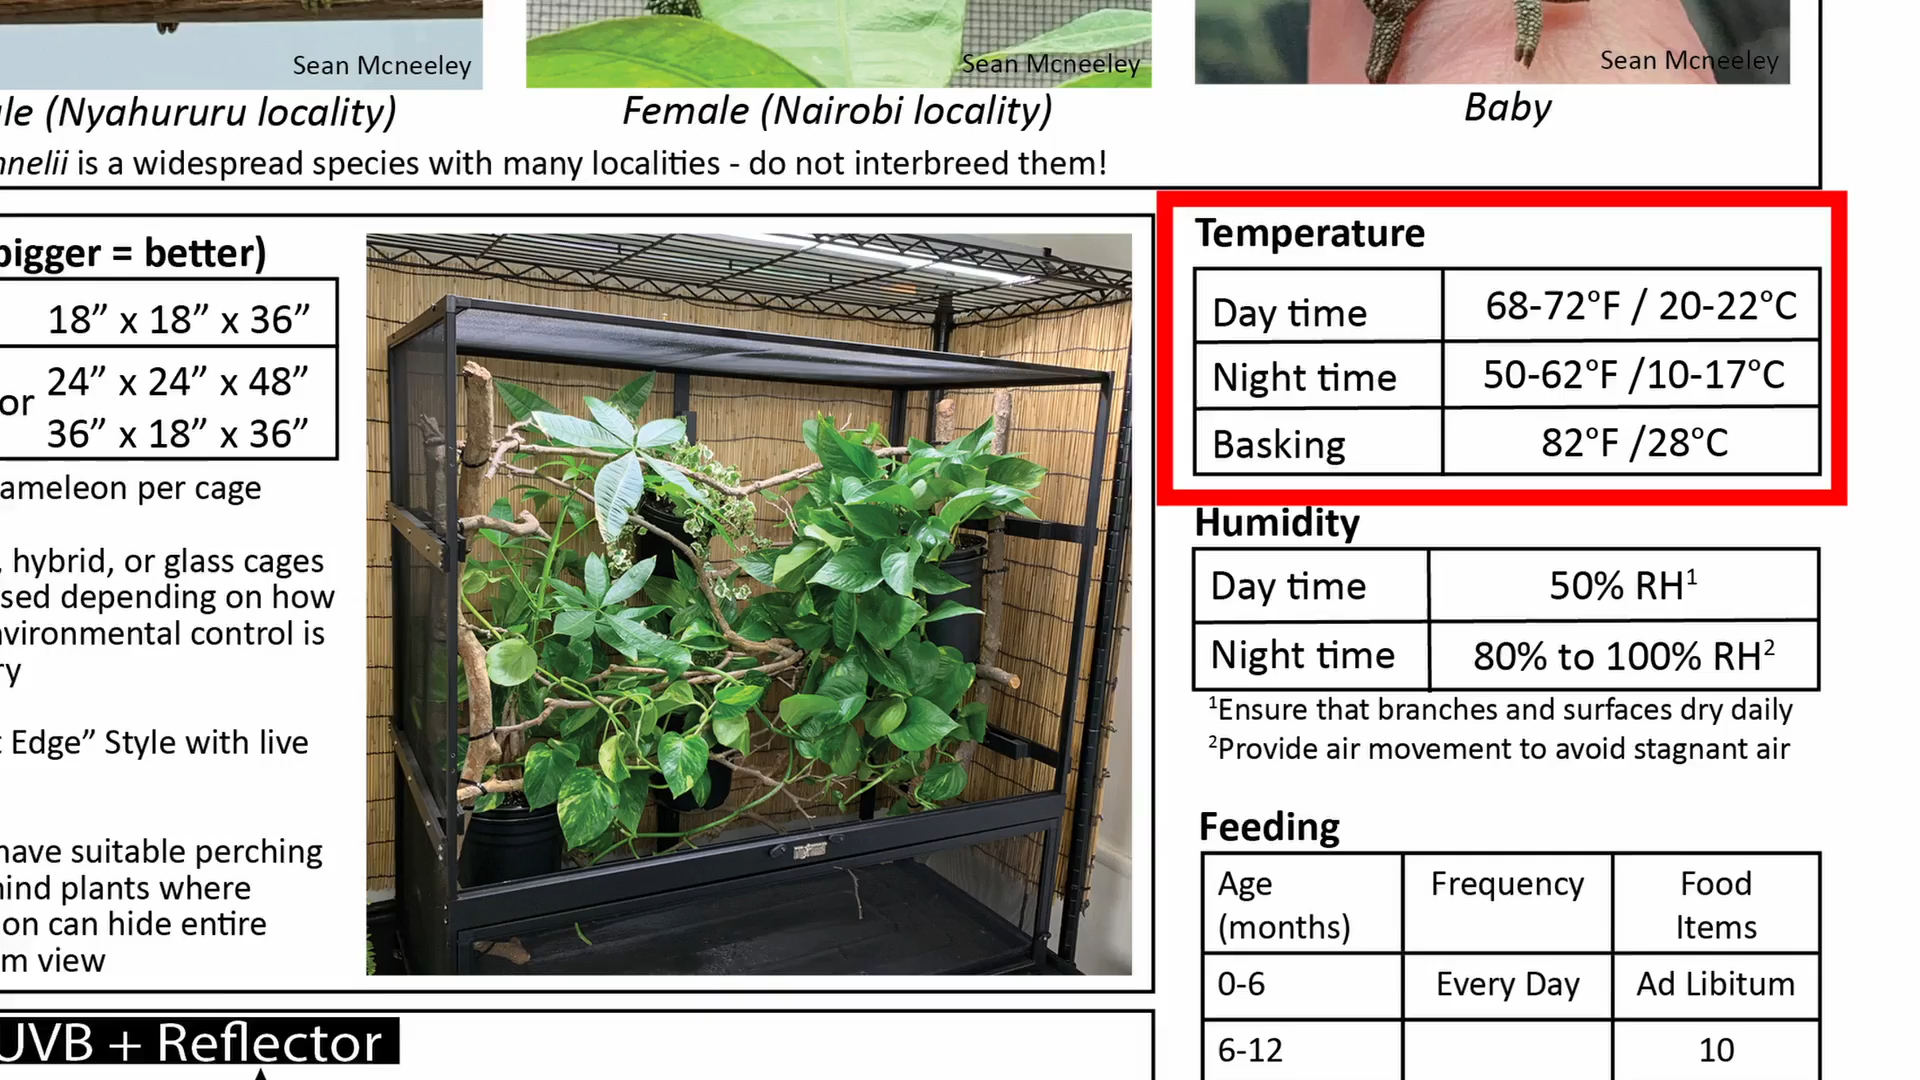 Sean Mcneeley
Sean Mcneeley
Sean Mcneeley
le (Nyahururu locality)
Female (Nairobi locality)
Baby
nnelii is a widespread species with many localities - do not interbreed them!
bigger = better)
18” x 18” x 36”
or
24” x 24” x 48”
36” x 18” x 36”
ameleon per cage
, hybrid, or glass cages
sed depending on how
nvironmental control is
ry
t Edge” Style with live
have suitable perching
hind plants where
on can hide entire
m view
UVB + Reflector
Temperature
Day time 68-72°F / 20-22°C
Night time 50-62°F /10-17°C
Basking 82°F /28°C
Humidity
Day time 50% RH¹
Night time 80% to 100% RH²
¹Ensure that branches and surfaces dry daily
²Provide air movement to avoid stagnant air
Feeding
Age (months) Frequency Food Items
0-6 Every Day Ad Libitum
6-12 10